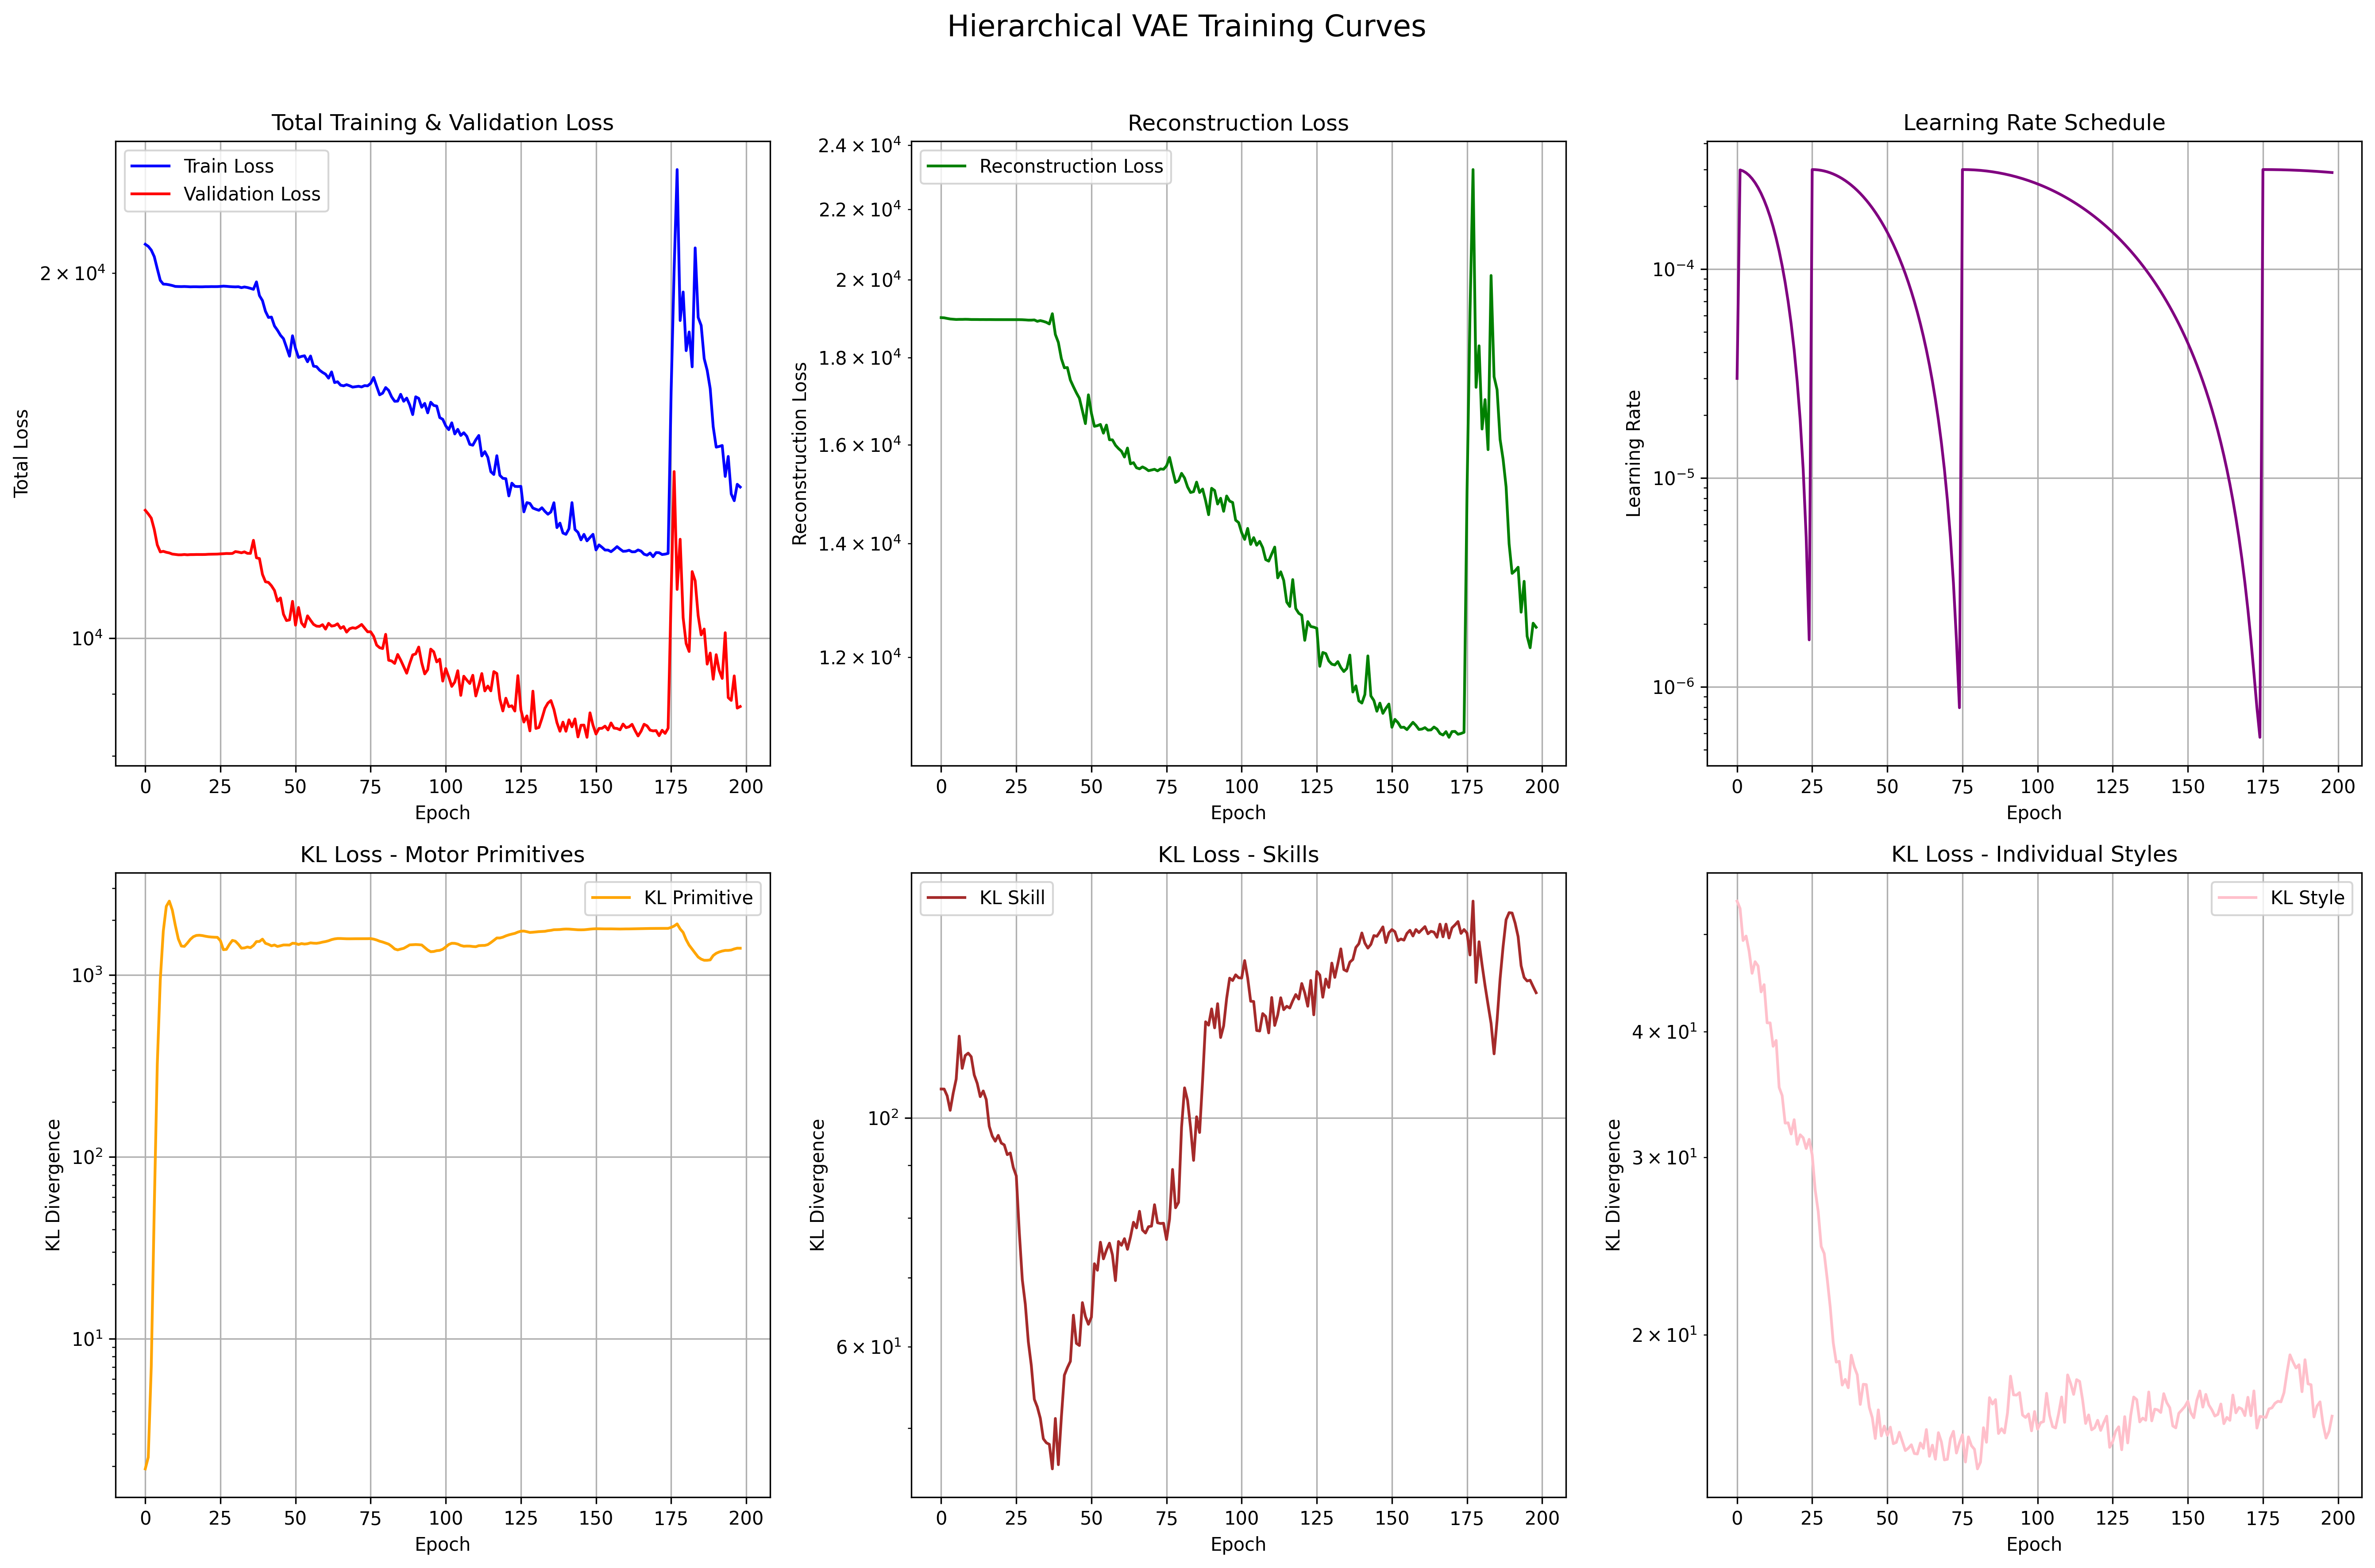 Hierarchical VAE Training Curves
Total Training & Validation Loss
Train Loss
Validation Loss
2 × 10⁴
10⁴
Total Loss
0 25 50 75 100 125 150 175 200
Epoch
Reconstruction Loss
Reconstruction Loss
2.4 × 10⁴
2.2 × 10⁴
2 × 10⁴
1.8 × 10⁴
1.6 × 10⁴
1.4 × 10⁴
1.2 × 10⁴
Reconstruction Loss
0 25 50 75 100 125 150 175 200
Epoch
Learning Rate Schedule
10⁻⁴
10⁻⁵
10⁻⁶
Learning Rate
0 25 50 75 100 125 150 175 200
Epoch
KL Loss - Motor Primitives
KL Primitive
10³
10²
10¹
KL Divergence
0 25 50 75 100 125 150 175 200
Epoch
KL Loss - Skills
KL Skill
10²
6 × 10¹
KL Divergence
0 25 50 75 100 125 150 175 200
Epoch
KL Loss - Individual Styles
KL Style
4 × 10¹
3 × 10¹
2 × 10¹
KL Divergence
0 25 50 75 100 125 150 175 200
Epoch